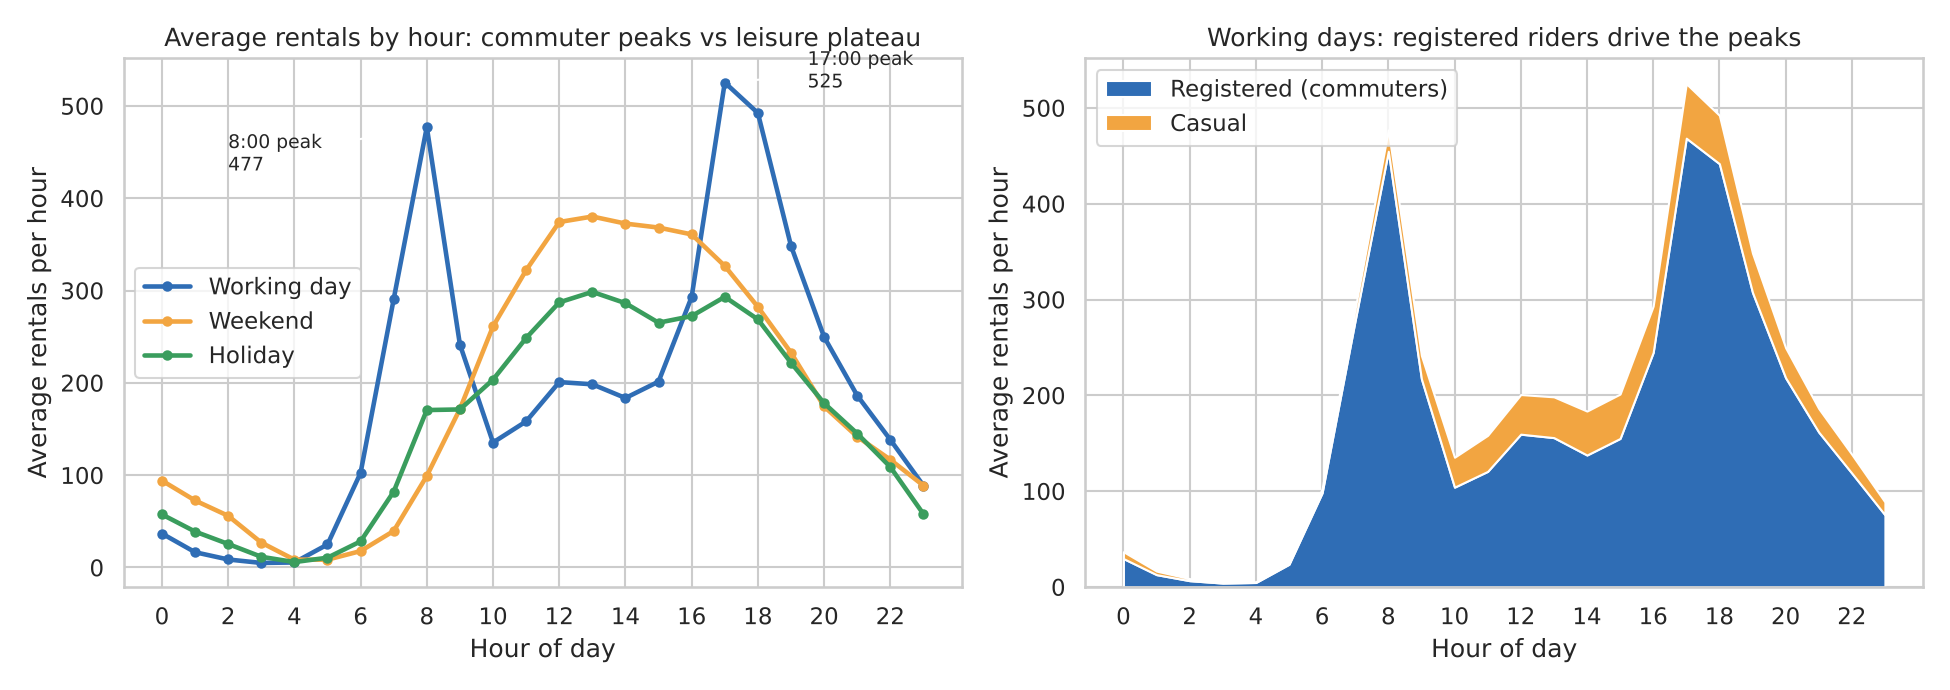 Average rentals by hour: commuter peaks vs leisure plateau
17:00 peak
525
8:00 peak
477
Average rentals per hour
500
400
300
200
100
0
Working day
Weekend
Holiday
0 2 4 6 8 10 12 14 16 18 20 22
Hour of day
Working days: registered riders drive the peaks
Registered (commuters)
Casual
Average rentals per hour
500
400
300
200
100
0
0 2 4 6 8 10 12 14 16 18 20 22
Hour of day